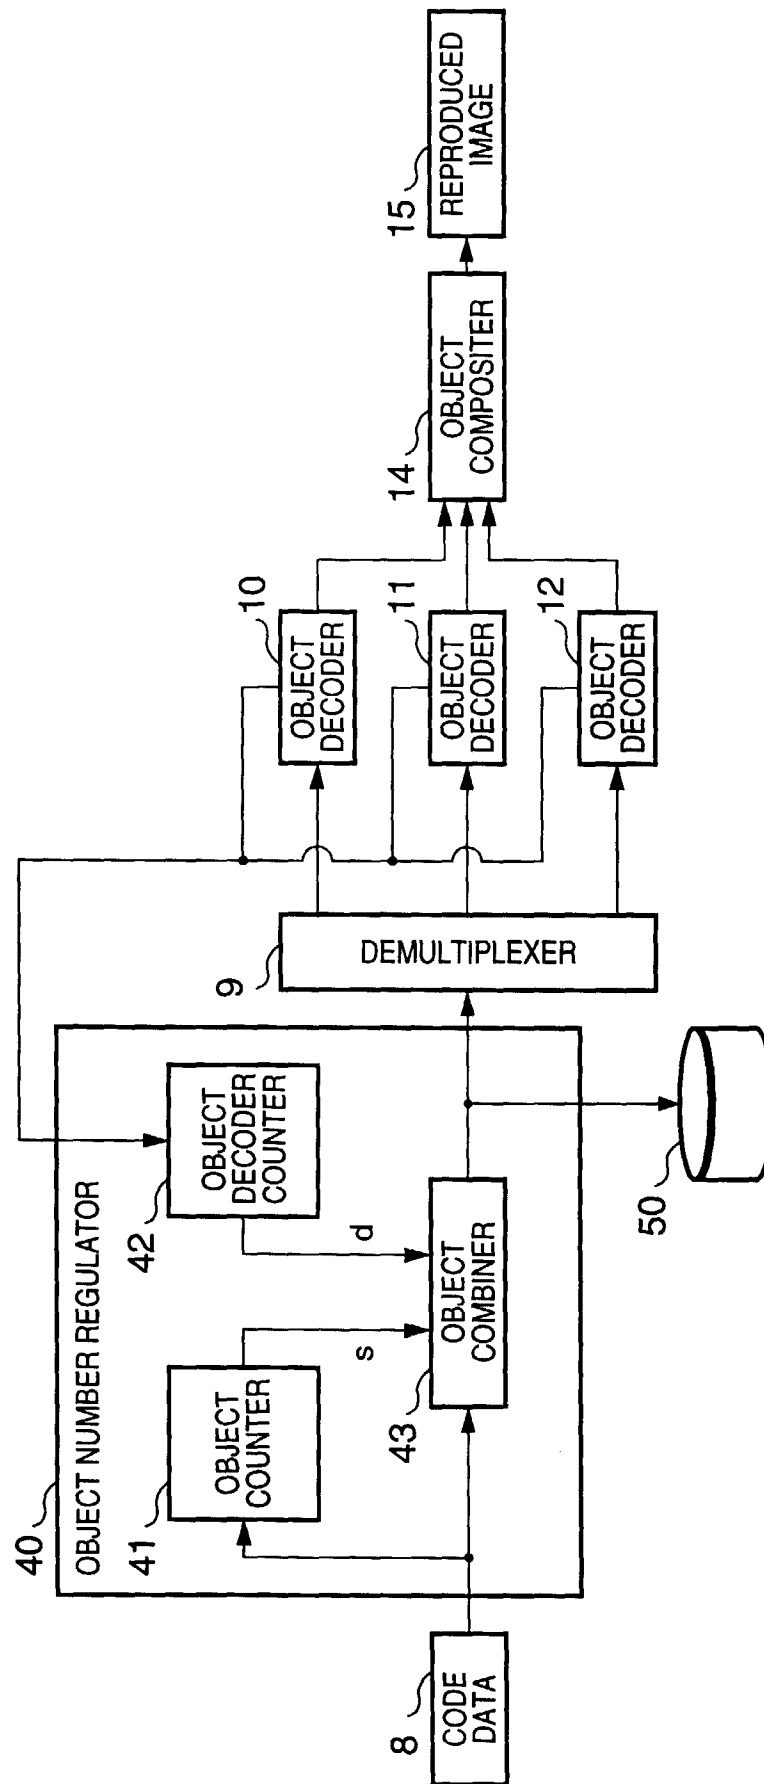 40
OBJECT NUMBER REGULATOR
41
OBJECT
COUNTER
s
42
OBJECT
DECODER
COUNTER
d
8
CODE
DATA
43
OBJECT
COMBINER
50
9
DEMULTIPLEXER
10
OBJECT
DECODER
11
OBJECT
DECODER
12
OBJECT
DECODER
14
OBJECT
COMPOSITER
15
REPRODUCED
IMAGE